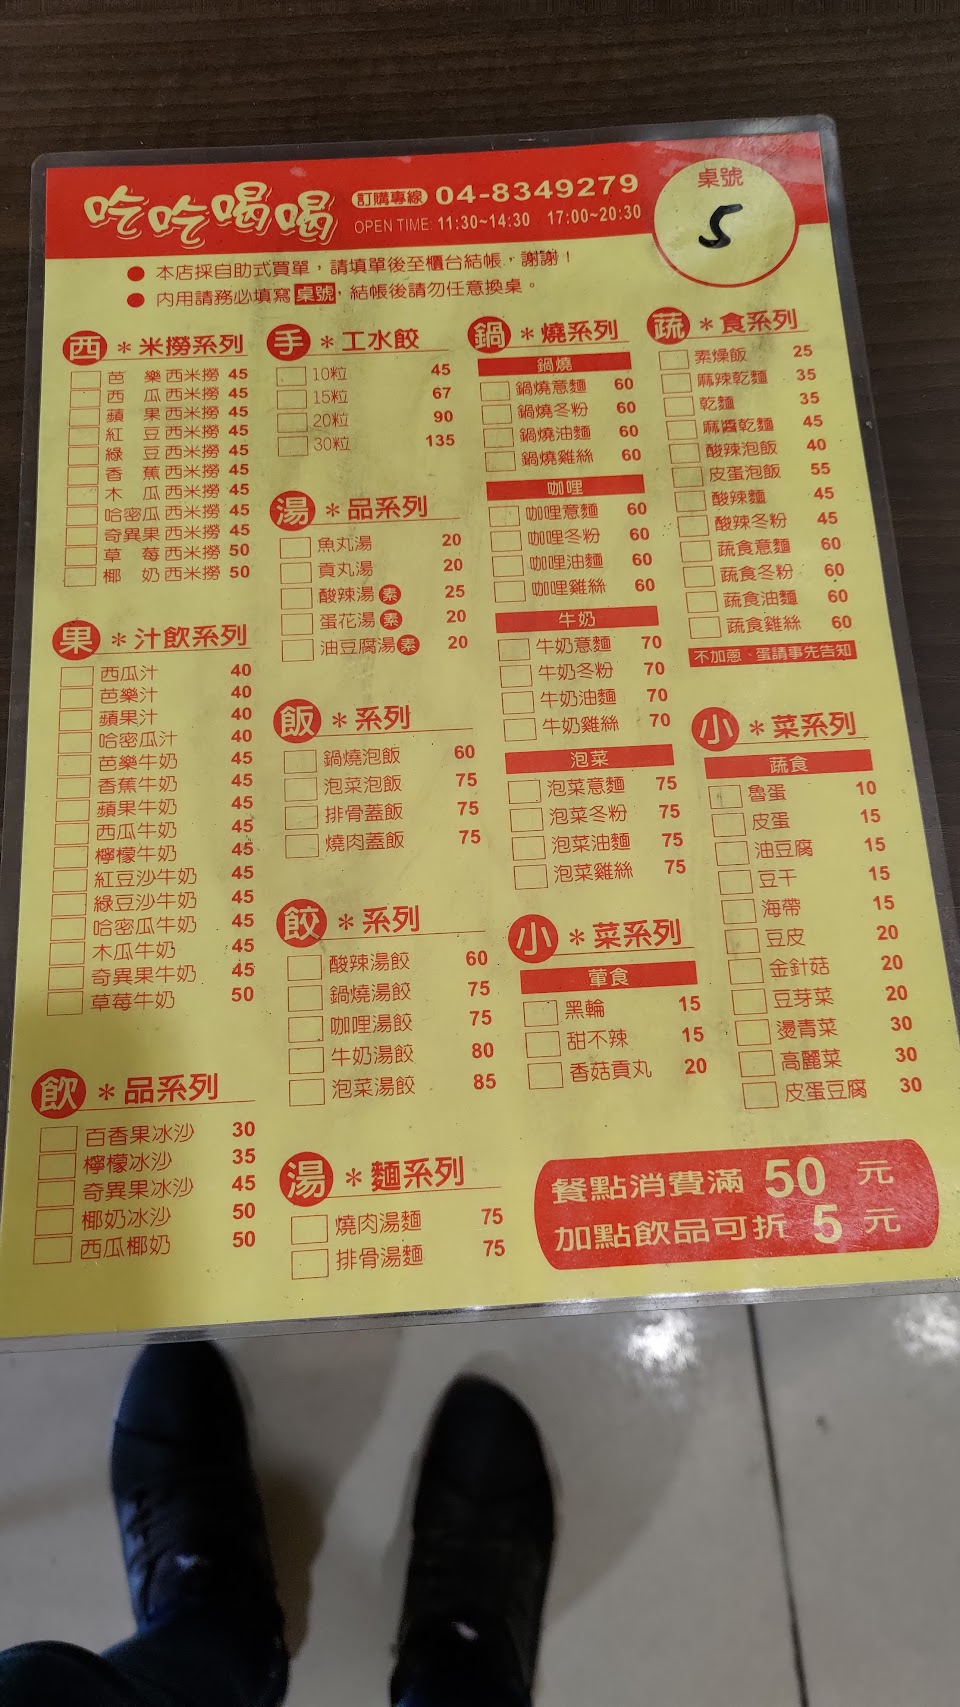 吃吃喝喝
訂購專線 04-8349279
OPEN TIME: 11:30~14:30 17:00~20:30
桌號
5
● 本店採自助式買單,請填單後至櫃台結帳,謝謝!
● 內用請務必填寫 桌號,結帳後請勿任意換桌。
西*米撈系列
芭樂西米撈 45
西瓜西米撈 45
蘋果西米撈 45
紅豆西米撈 45
綠豆西米撈 45
香蕉西米撈 45
木瓜西米撈 45
哈密瓜西米撈 45
奇異果西米撈 45
草莓西米撈 50
椰奶西米撈 50
果*汁飲系列
西瓜汁 40
芭樂汁 40
蘋果汁 40
哈密瓜汁 40
芭樂牛奶 45
香蕉牛奶 45
蘋果牛奶 45
西瓜牛奶 45
檸檬牛奶 45
紅豆沙牛奶 45
綠豆沙牛奶 45
哈密瓜牛奶 45
木瓜牛奶 45
奇異果牛奶 45
草莓牛奶 50
飲*品系列
百香果冰沙 30
檸檬冰沙 35
奇異果冰沙 45
椰奶冰沙 50
西瓜椰奶 50
手*工水餃
10粒 45
15粒 67
20粒 90
30粒 135
湯*品系列
魚丸湯 20
貢丸湯 20
酸辣湯 素 25
蛋花湯 素 20
油豆腐湯 素 20
飯*系列
鍋燒泡飯 60
泡菜泡飯 75
排骨蓋飯 75
燒肉蓋飯 75
餃*系列
酸辣湯餃 60
鍋燒湯餃 75
咖哩湯餃 75
牛奶湯餃 80
泡菜湯餃 85
湯*麵系列
燒肉湯麵 75
排骨湯麵 75
鍋*燒系列
鍋燒
鍋燒意麵 60
鍋燒冬粉 60
鍋燒油麵 60
鍋燒雞絲 60
咖哩
咖哩意麵 60
咖哩冬粉 60
咖哩油麵 60
咖哩雞絲 60
牛奶
牛奶意麵 70
牛奶冬粉 70
牛奶油麵 70
牛奶雞絲 70
泡菜
泡菜意麵 75
泡菜冬粉 75
泡菜油麵 75
泡菜雞絲 75
小*菜系列
葷食
黑輪 15
甜不辣 15
香菇貢丸 20
蔬*食系列
素燥飯 25
麻辣乾麵 35
乾麵 35
麻醬乾麵 45
酸辣泡飯 40
皮蛋泡飯 55
酸辣麵 45
酸辣冬粉 45
蔬食意麵 60
蔬食冬粉 60
蔬食油麵 60
蔬食雞絲 60
不加蔥、蛋請事先告知
小*菜系列
蔬食
魯蛋 10
皮蛋 15
油豆腐 15
豆干 15
海帶 15
豆皮 20
金針菇 20
豆芽菜 20
燙青菜 30
高麗菜 30
皮蛋豆腐 30
餐點消費滿 50 元
加點飲品可折 5 元